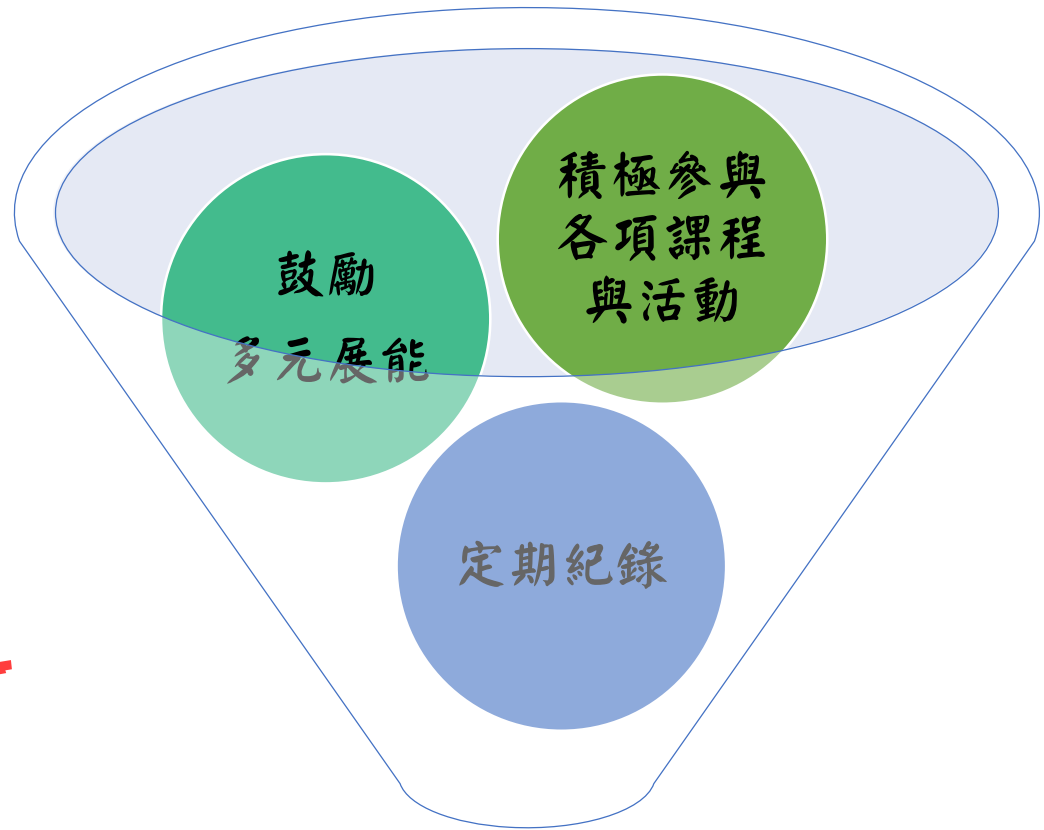 鼓勵
多元展能
積極參與
各項課程
與活動
定期紀錄